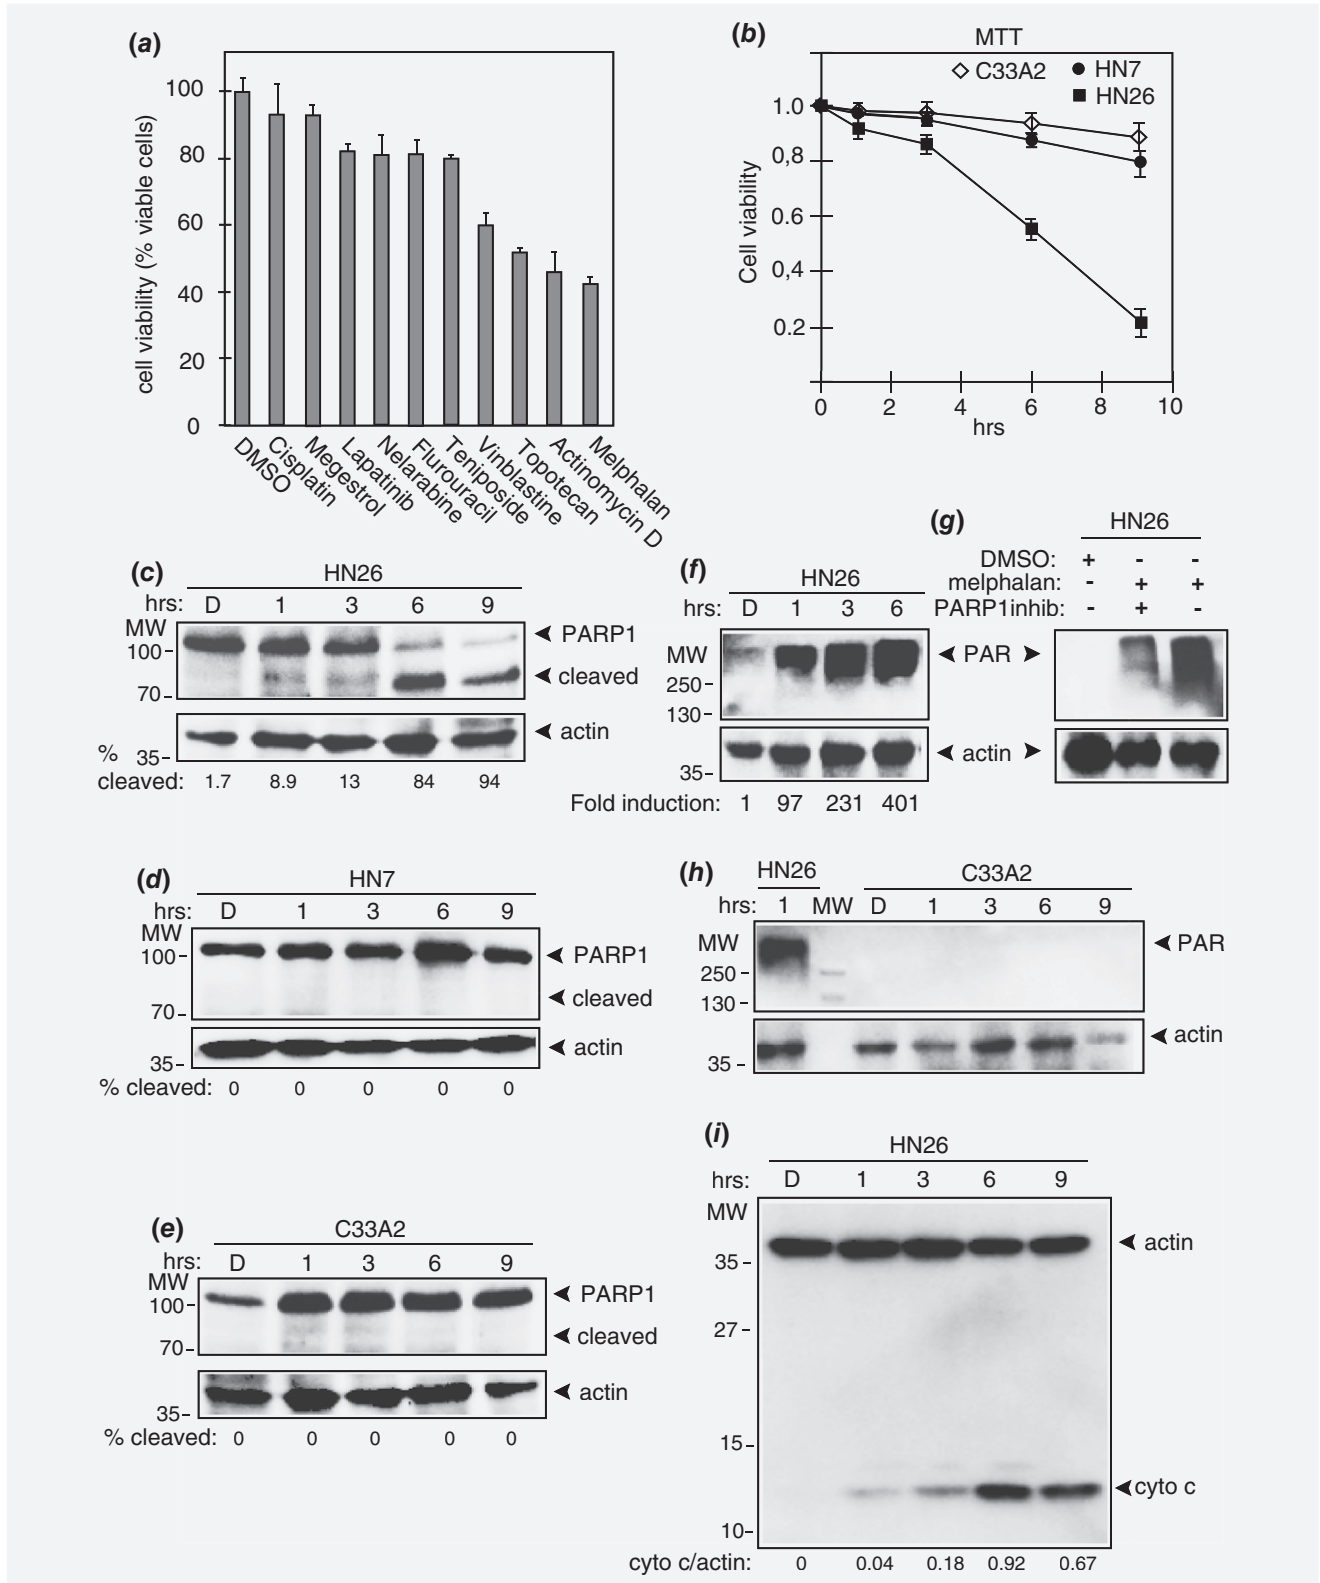 (a)
cell viability (% viable cells)
100
80
60
40
20
0
DMSO
Cisplatin
Megestrol
Lapatinib
Nelarabine
Flurouracil
Teniposide
Vinblastine
Topotecan
Actinomycin D
Melphalan
(b)
MTT
C33A2 HN7
HN26
Cell viability
1.0
0,8
0.6
0,4
0.2
0 2 4 6 8 10
hrs
(c)
HN26
hrs: D 1 3 6 9
MW
100
70
PARP1
cleaved
actin
35
%
cleaved: 1.7 8.9 13 84 94
(f)
HN26
hrs: D 1 3 6
MW
250
130
PAR
actin
35
Fold induction: 1 97 231 401
(g)
HN26
DMSO: + - -
melphalan: - + +
PARP1inhib: - + -
(d)
HN7
hrs: D 1 3 6 9
MW
100
70
PARP1
cleaved
actin
35
% cleaved: 0 0 0 0 0
(h)
HN26 C33A2
hrs: 1 MW D 1 3 6 9
MW
250
130
PAR
actin
35
(e)
C33A2
hrs: D 1 3 6 9
MW
100
70
PARP1
cleaved
actin
35
% cleaved: 0 0 0 0 0
(i)
HN26
hrs: D 1 3 6 9
MW
35
27
15
10
actin
cyto c
cyto c/actin: 0 0.04 0.18 0.92 0.67